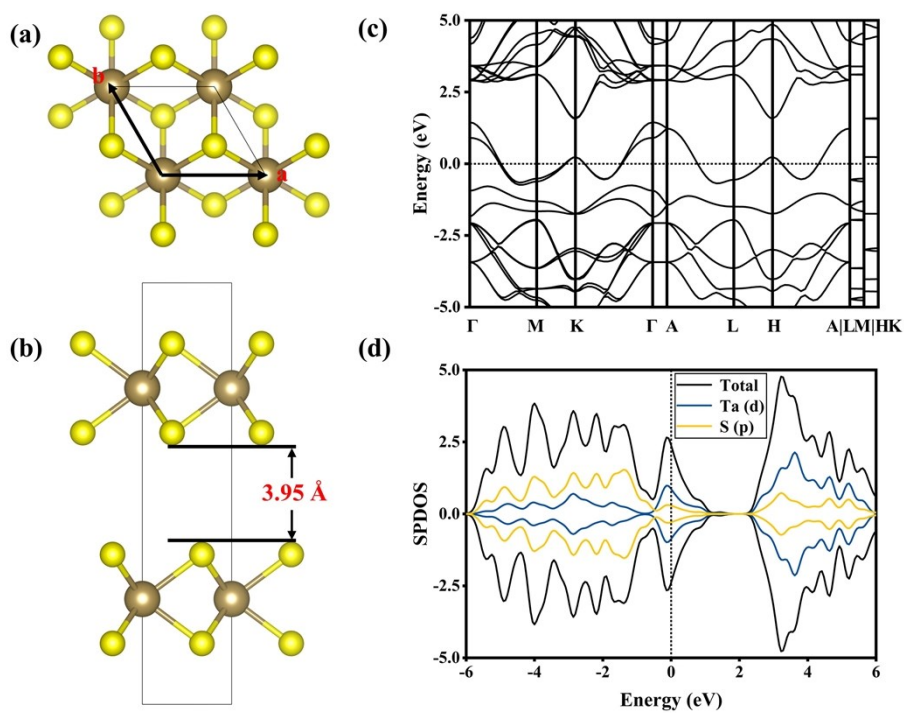 (a)
b
a
(b)
3.95 Å
(c)
5.0
2.5
0.0
-2.5
-5.0
Energy (eV)
Γ M K Γ A L H A|LM|HK
(d)
5.0
2.5
0.0
-2.5
-5.0
SPDOS
Total
Ta (d)
S (p)
-6 -4 -2 0 2 4 6
Energy (eV)